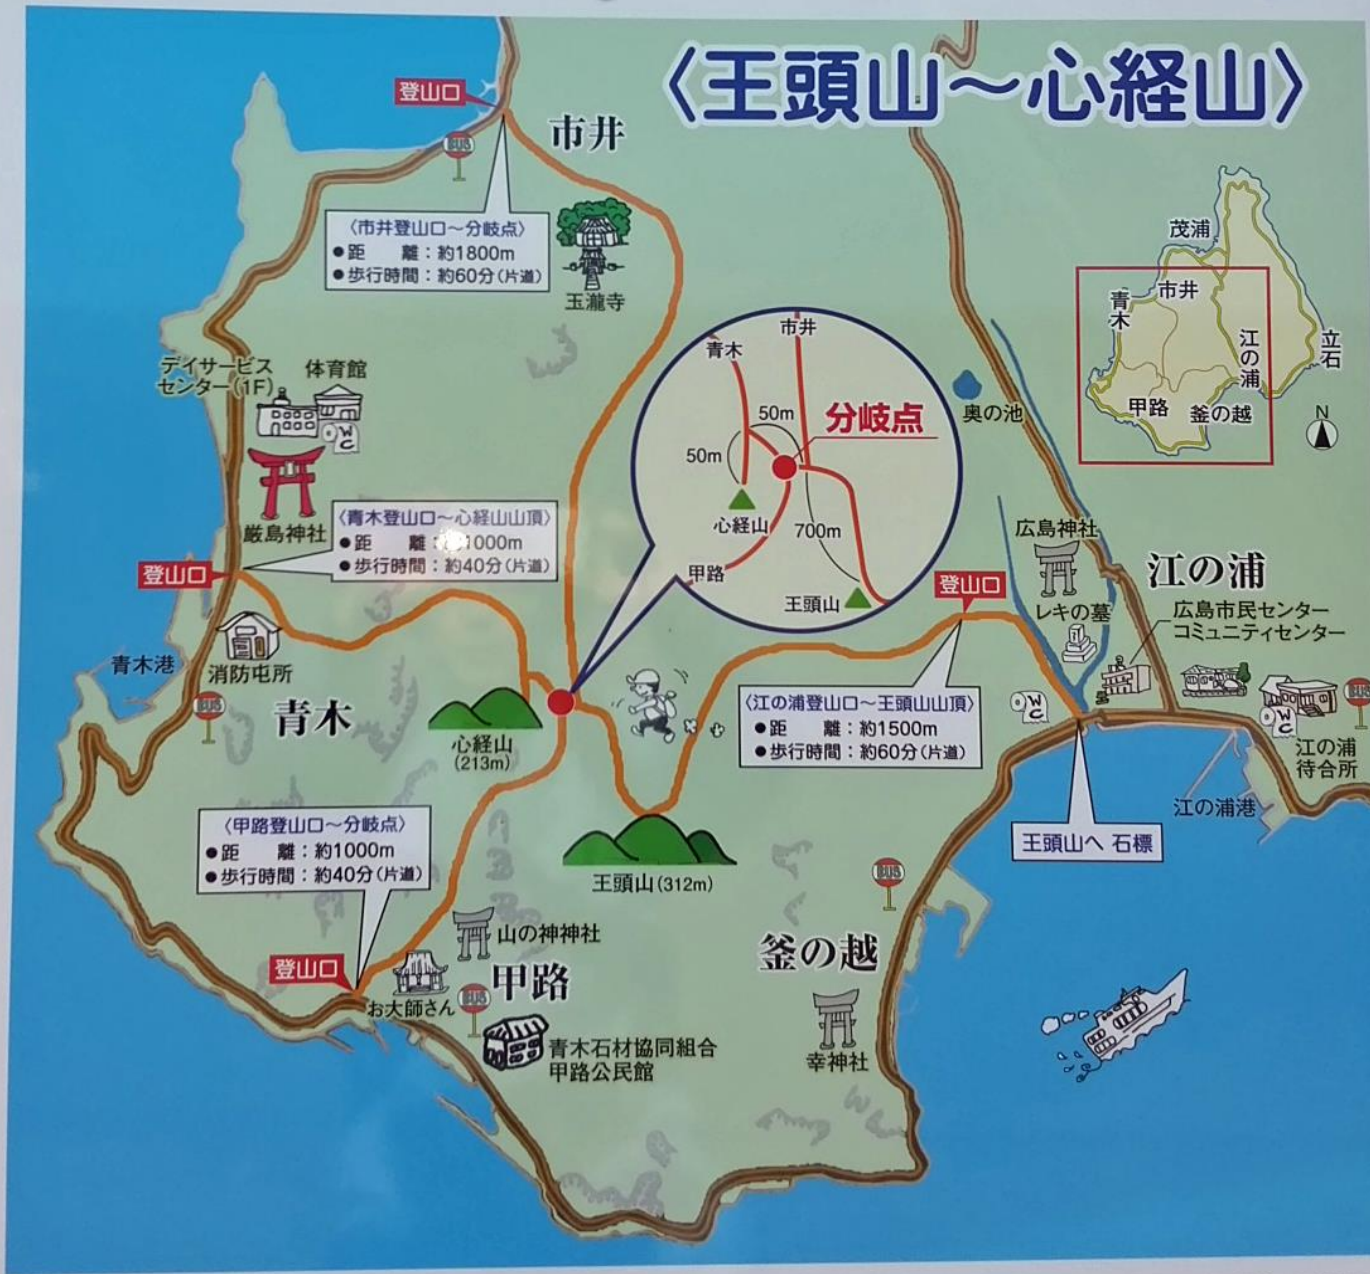 〈王頭山～心経山〉
登山口
BUS
市井
〈市井登山口～分岐点〉
●距　離：約1800m
●歩行時間：約60分(片道)
玉瀧寺
茂浦
市井
青木
江の浦
立石
甲路
釜の越
N
デイサービス
センター(1F)
体育館
WC
厳島神社
市井
青木
50m
分岐点
50m
心経山
700m
甲路
王頭山
奥の池
〈青木登山口～心経山山頂〉
●距　離：　1000m
●歩行時間：約40分(片道)
登山口
消防屯所
青木港
BUS
青木
広島神社
江の浦
登山口
レキの墓
広島市民センター
コミュニティセンター
〈江の浦登山口～王頭山山頂〉
●距　離：約1500m
●歩行時間：約60分(片道)
WC
WC
BUS
江の浦
待合所
江の浦港
王頭山へ 石標
心経山
(213m)
〈甲路登山口～分岐点〉
●距　離：約1000m
●歩行時間：約40分(片道)
王頭山(312m)
BUS
山の神神社
釜の越
登山口
お大師さん
BUS
甲路
青木石材協同組合
甲路公民館
幸神社